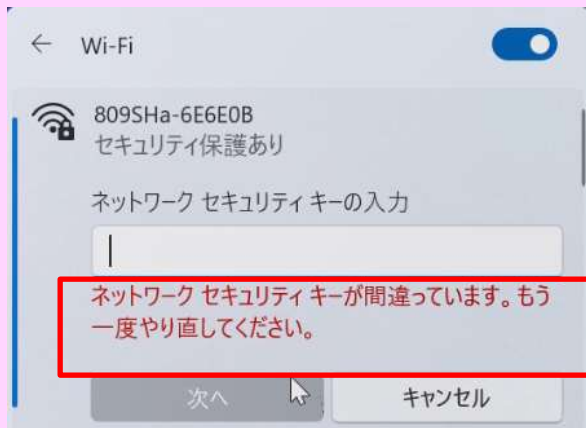 ← Wi-Fi
809SHa-6E6E0B
セキュリティ保護あり
ネットワーク セキュリティ キーの入力
ネットワーク セキュリティ キーが間違っています。もう
一度やり直してください。
次へ キャンセル